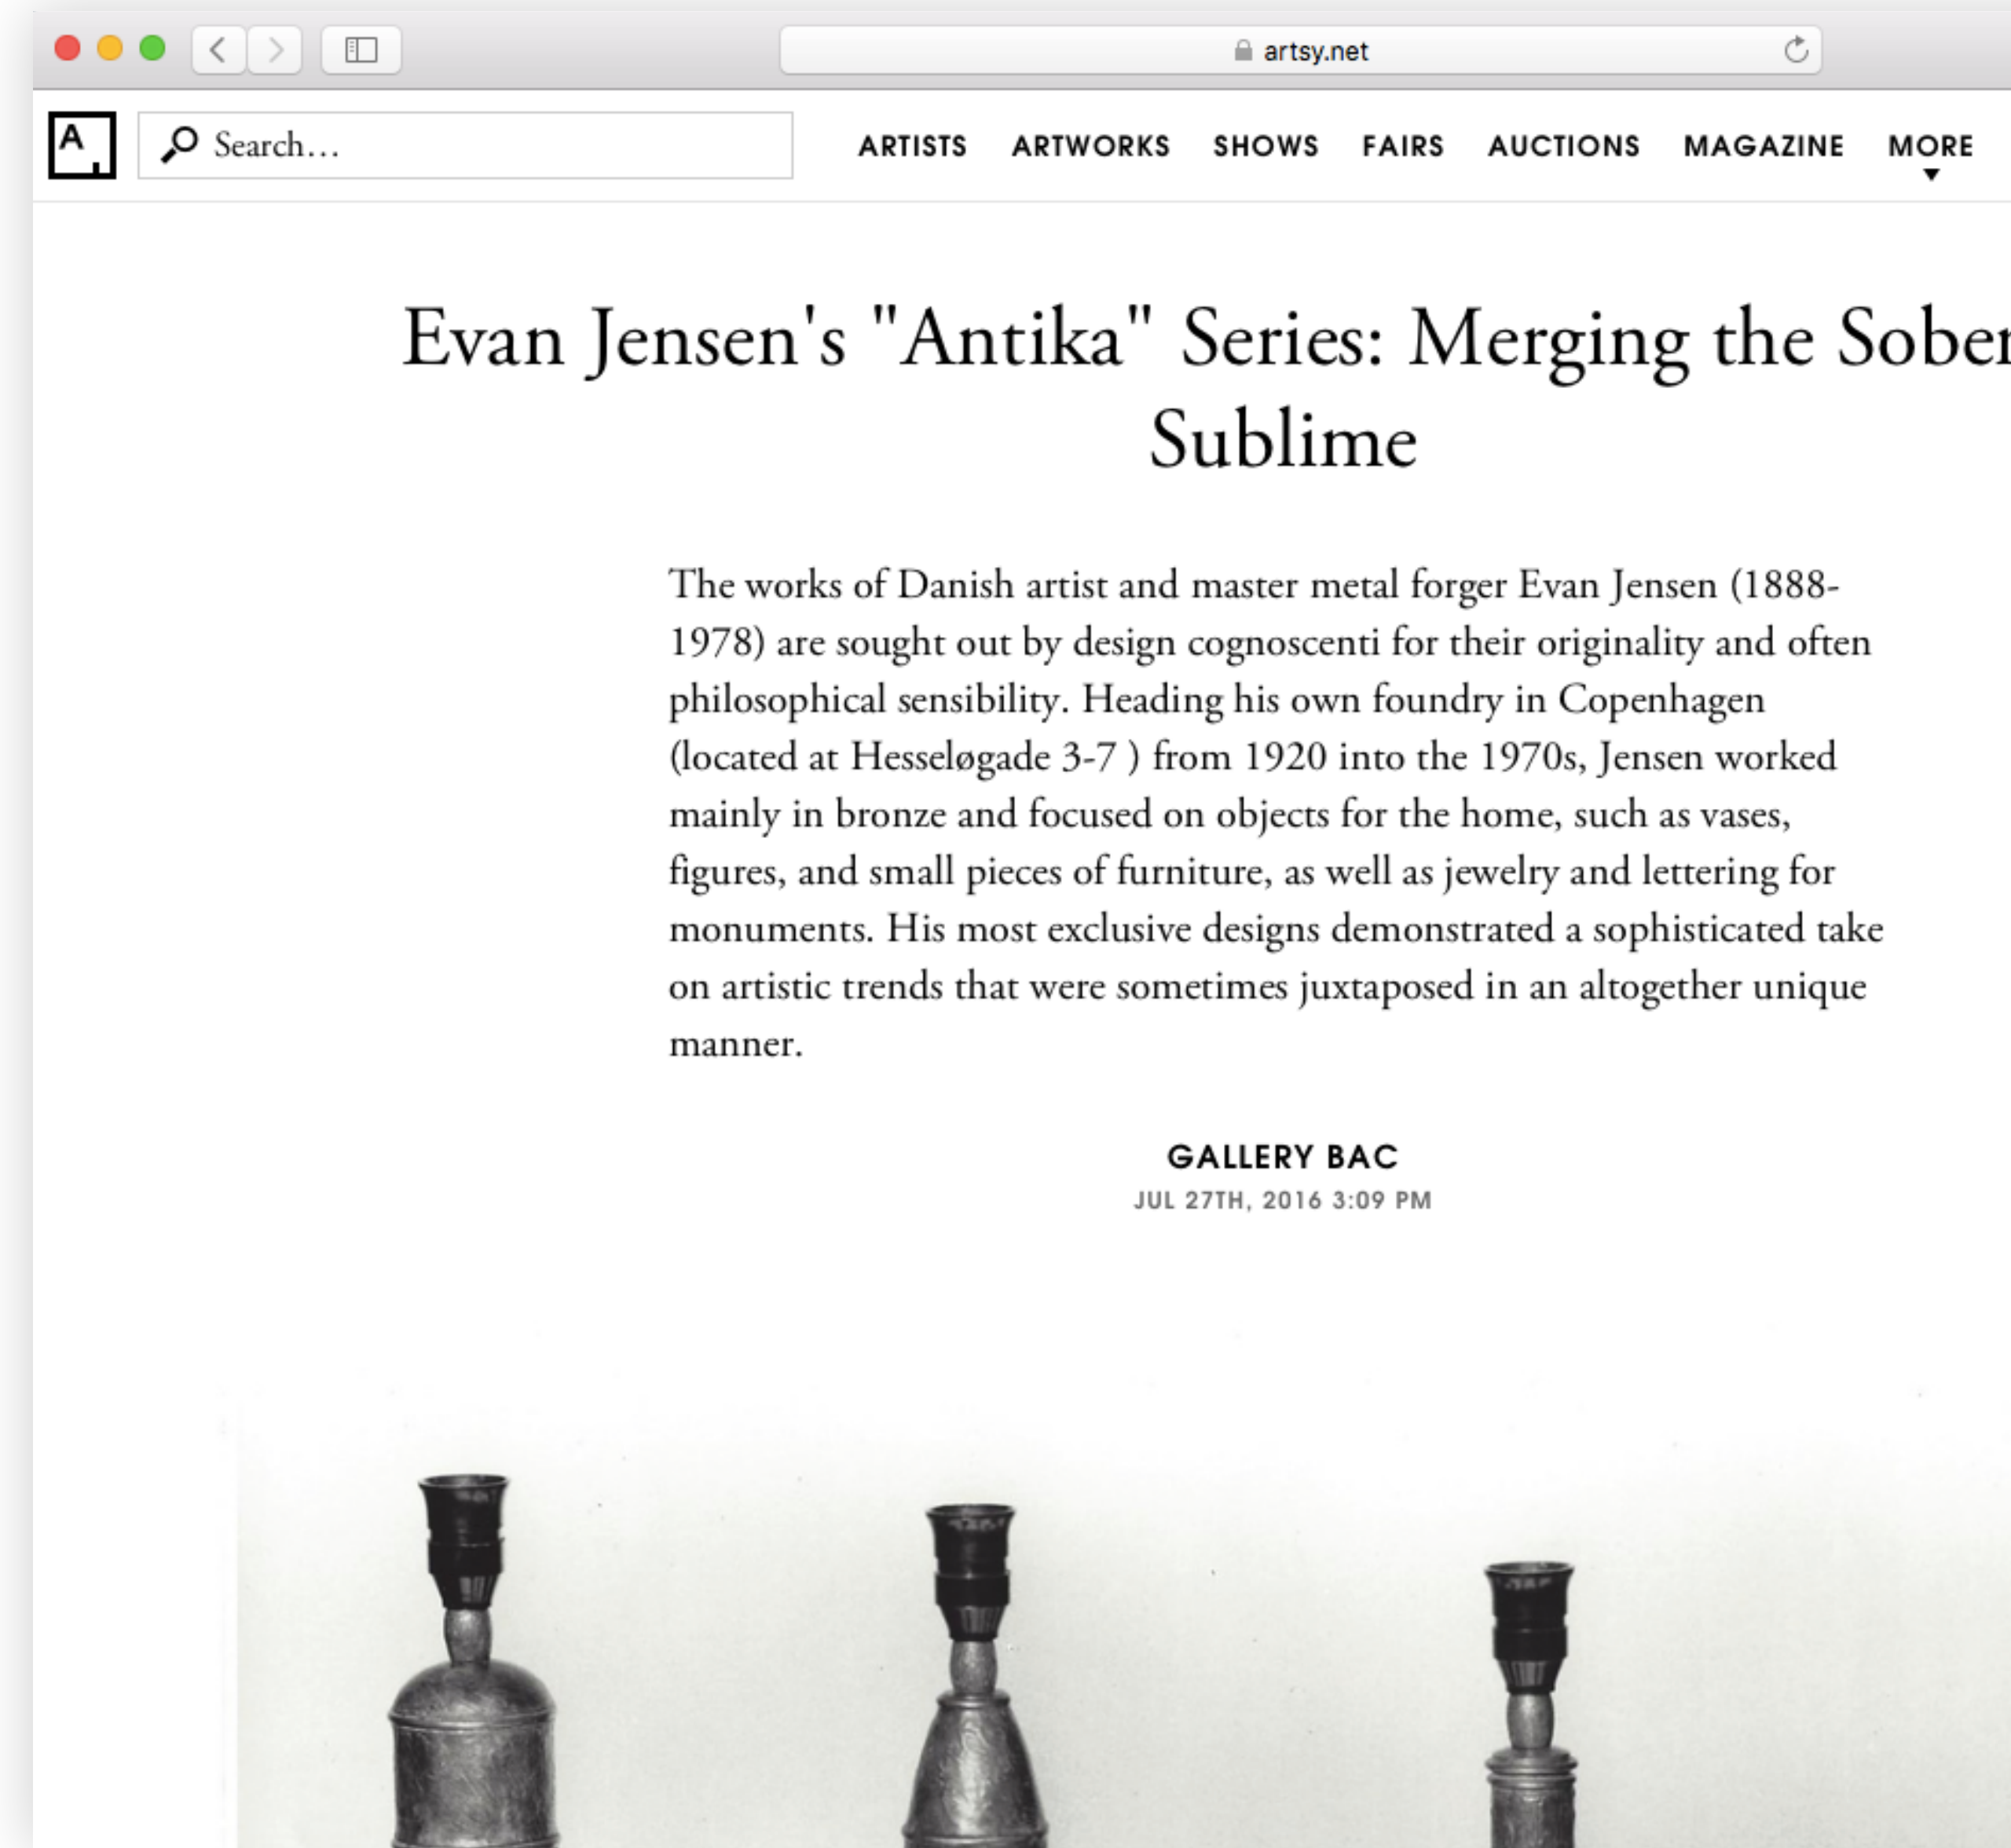 artsy.net
A
Search...
ARTISTS ARTWORKS SHOWS FAIRS AUCTIONS MAGAZINE MORE
Evan Jensen's "Antika" Series: Merging the Sober
Sublime
The works of Danish artist and master metal forger Evan Jensen (1888-
1978) are sought out by design cognoscenti for their originality and often
philosophical sensibility. Heading his own foundry in Copenhagen
(located at Hesseløgade 3-7 ) from 1920 into the 1970s, Jensen worked
mainly in bronze and focused on objects for the home, such as vases,
figures, and small pieces of furniture, as well as jewelry and lettering for
monuments. His most exclusive designs demonstrated a sophisticated take
on artistic trends that were sometimes juxtaposed in an altogether unique
manner.
GALLERY BAC
JUL 27TH, 2016 3:09 PM